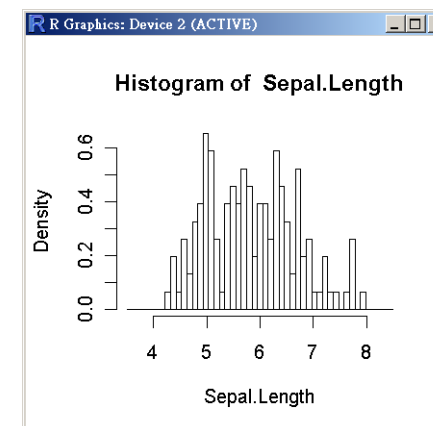 R R Graphics: Device 2 (ACTIVE)
Histogram of Sepal.Length
Density
0.6
0.4
0.2
0.0
4 5 6 7 8
Sepal.Length